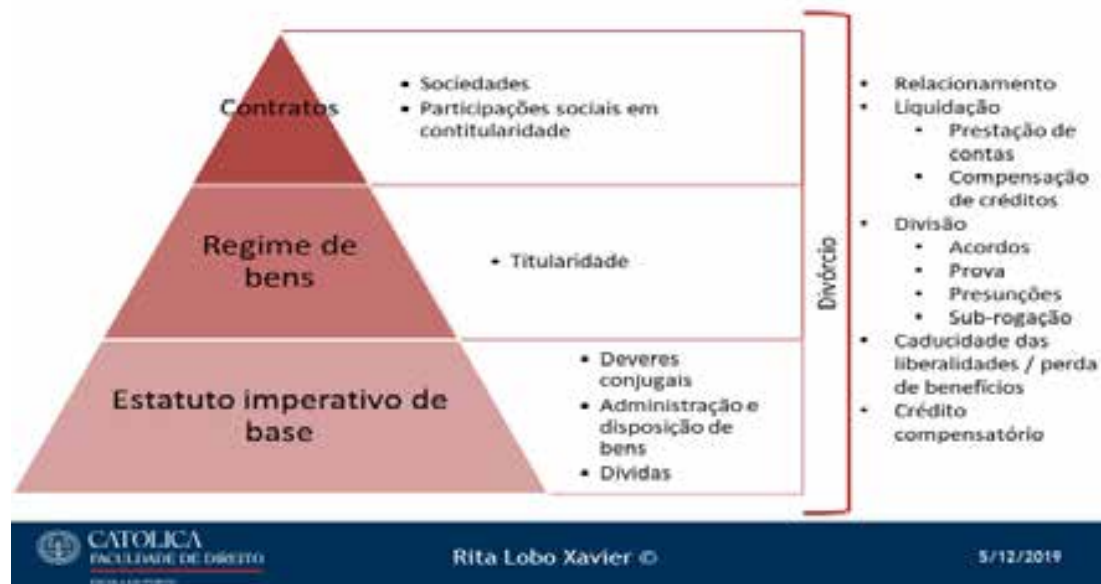 Contratos
• Sociedades
• Participações sociais em
contitularidade
Regime de
bens
• Titularidade
Estatuto imperativo de
base
• Deveres
conjugais
• Administração e
disposição de
bens
• Dívidas
Divórcio
• Relacionamento
• Liquidação
• Prestação de
contas
• Compensação
de créditos
• Divisão
• Acordos
• Prova
• Presunções
• Sub-rogação
• Caducidade das
liberalidades / perda
de benefícios
• Crédito
compensatório
CATOLICA
FACULDADE DE DIREITO
Rita Lobo Xavier ©
5/12/2019